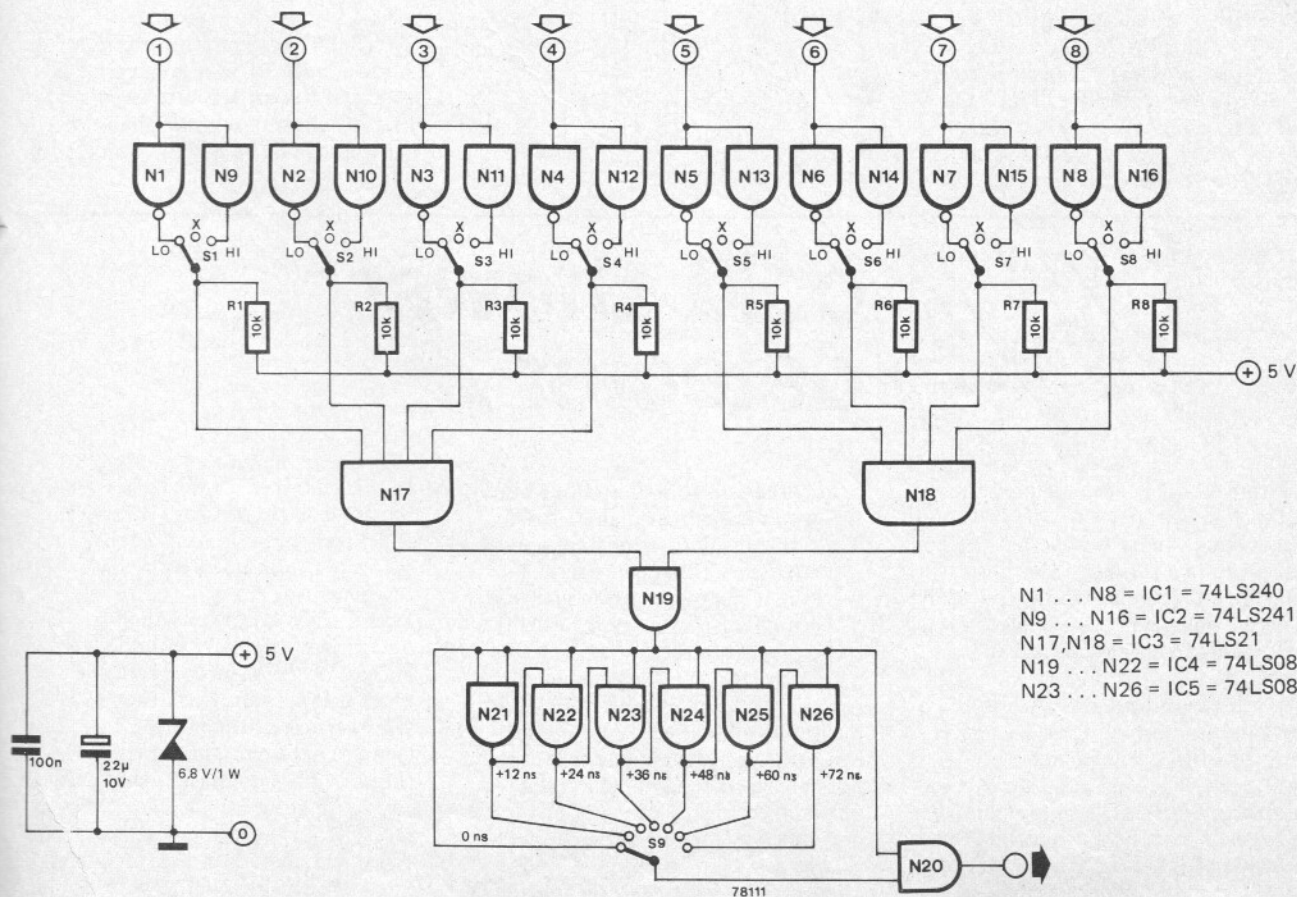 1 2 3 4 5 6 7 8
N1 N9 N2 N10 N3 N11 N4 N12 N5 N13 N6 N14 N7 N15 N8 N16
LO X HI S1
LO X HI S2
LO X HI S3
LO X HI S4
LO X HI S5
LO X HI S6
LO X HI S7
LO X HI S8
R1 R2 R3 R4 R5 R6 R7 R8
10k 10k 10k 10k 10k 10k 10k 10k
+ 5 V
N17 N18
N19
N1 ... N8 = IC1 = 74LS240
N9 ... N16 = IC2 = 74LS241
N17,N18 = IC3 = 74LS21
N19 ... N22 = IC4 = 74LS08
N23 ... N26 = IC5 = 74LS08
+ 5 V
100n
22µ
10V
6,8 V/1 W
0
N21 N22 N23 N24 N25 N26
+12 ns +24 ns +36 ns +48 ns +60 ns +72 ns
0 ns
S9
N20
78111